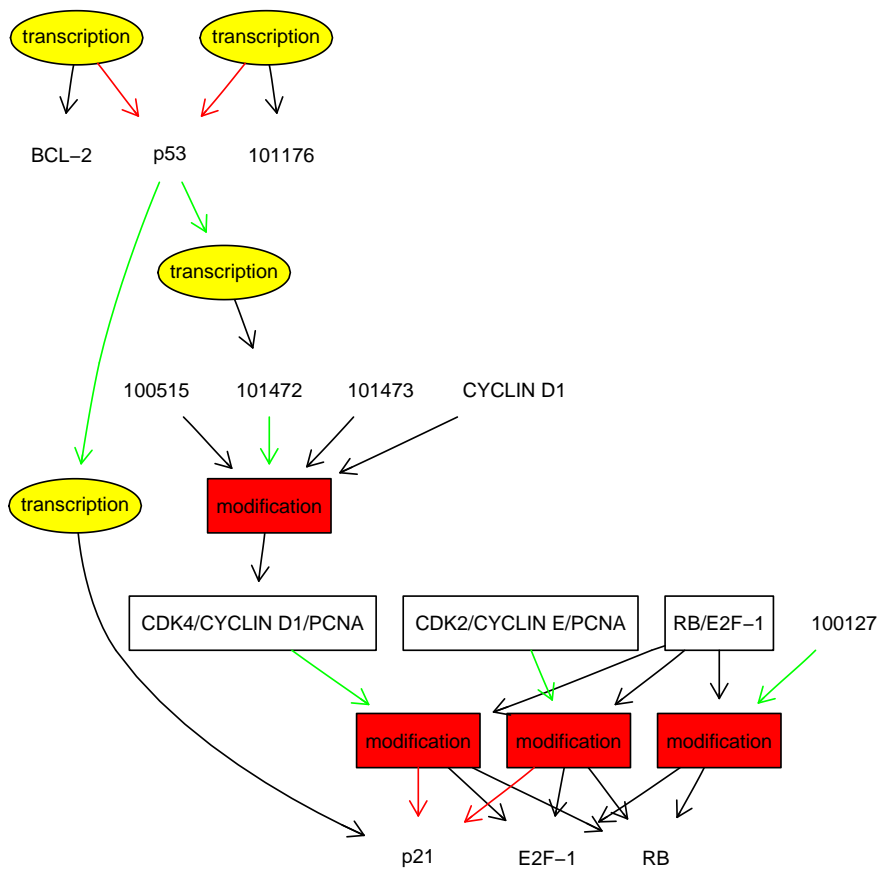 transcription
transcription
BCL−2
p53
101176
transcription
100515
101472
101473
CYCLIN D1
transcription
modification
CDK4/CYCLIN D1/PCNA
CDK2/CYCLIN E/PCNA
RB/E2F−1
100127
modification
modification
modification
p21
E2F−1
RB